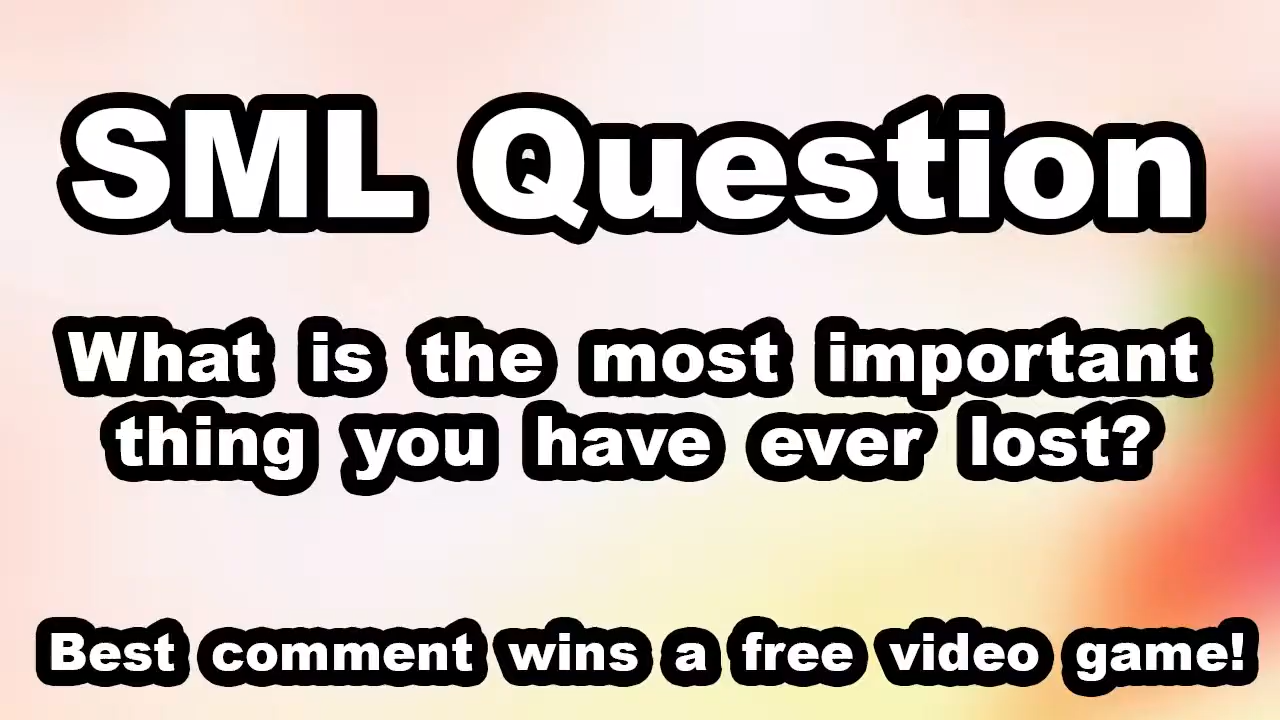 SML Question
What is the most important
thing you have ever lost?
Best comment wins a free video game!